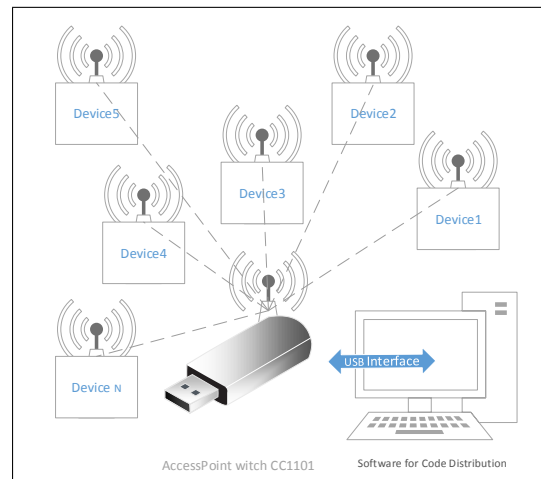 Device5
Device2
Device3
Device1
Device4
Device N
USB Interface
AccessPoint witch CC1101
Software for Code Distribution